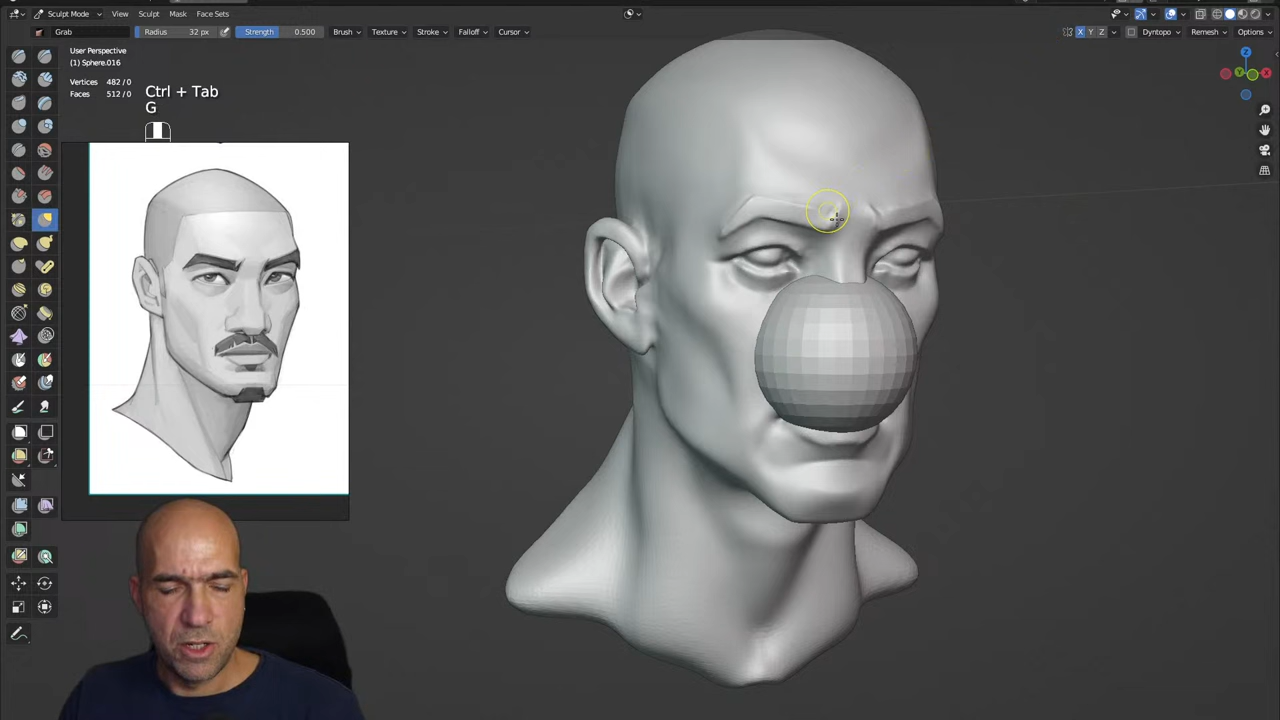 Sculpt Mode View Sculpt Mask Face Sets
Grab Radius 32 px Strength 0.500 Brush Texture Stroke Falloff Cursor X Y Z Dyntopo Remesh Options
User Perspective
(1) Sphere.016
Vertices 482/0
Faces 512/0
Ctrl + Tab
G
Z
Y
X